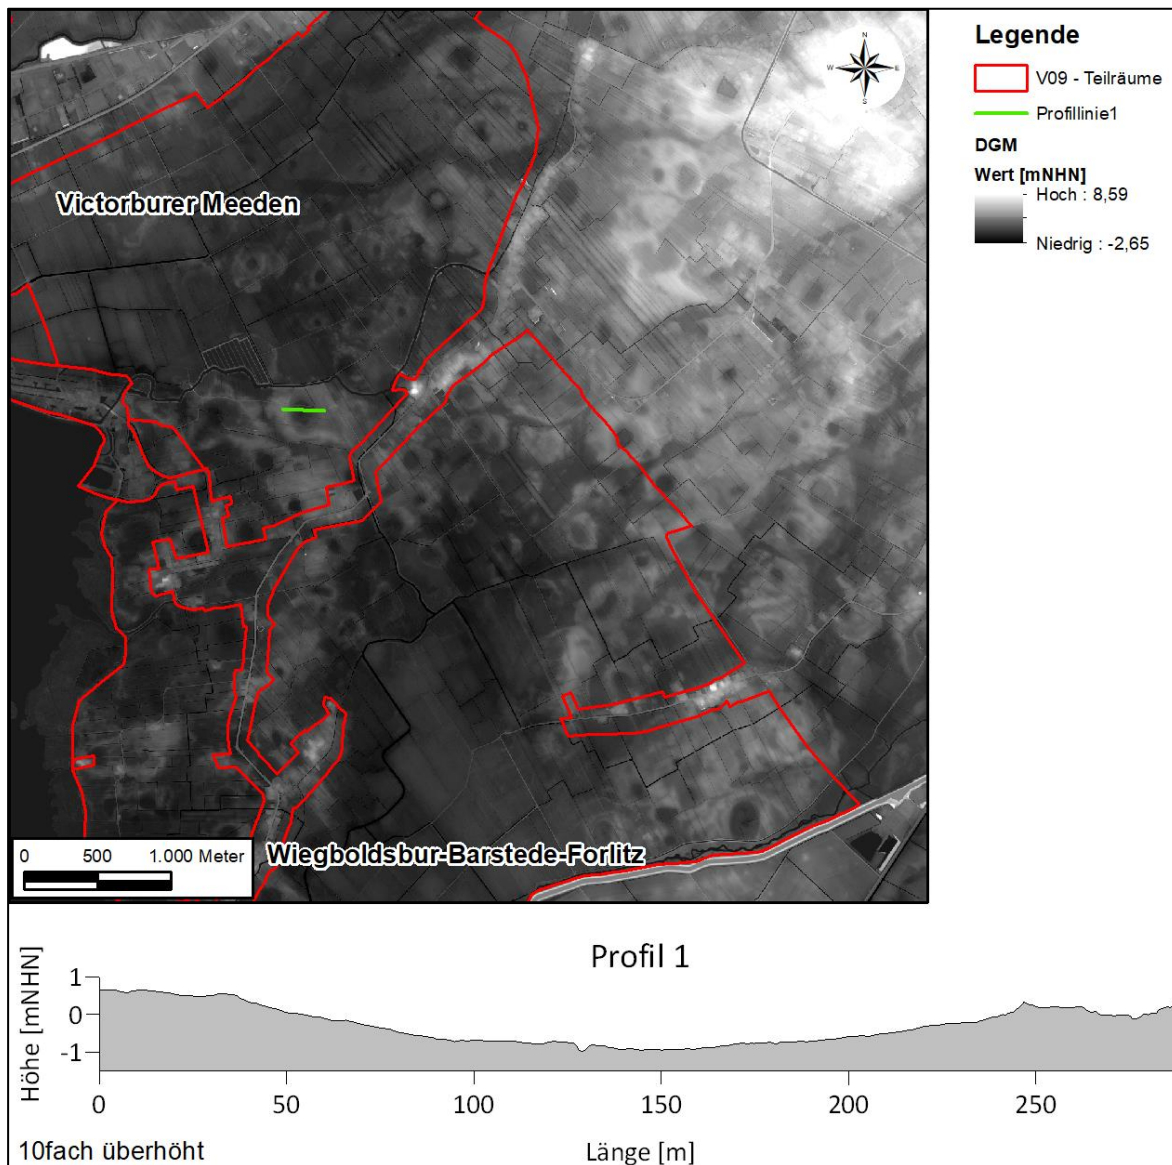 Legende
V09 - Teilräume
Profillinie1
DGM
Wert [mNHN]
Hoch : 8,59
Niedrig : -2,65
N
W E
S
Victorburer Meeden
Wiegboldsbur-Barstede-Forlitz
0 500 1.000 Meter
Profil 1
Höhe [mNHN]
1
0
-1
0 50 100 150 200 250
10fach überhöht
Länge [m]